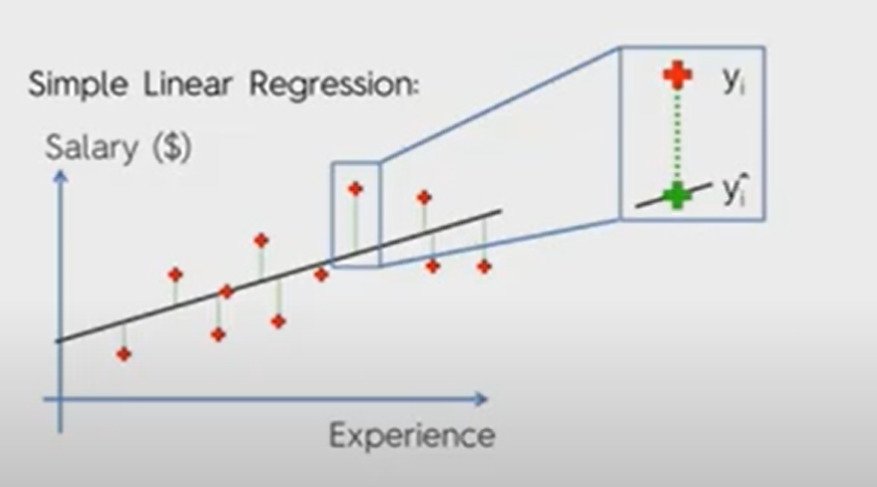 Simple Linear Regression:
Salary ($)
yᵢ
ŷᵢ
Experience